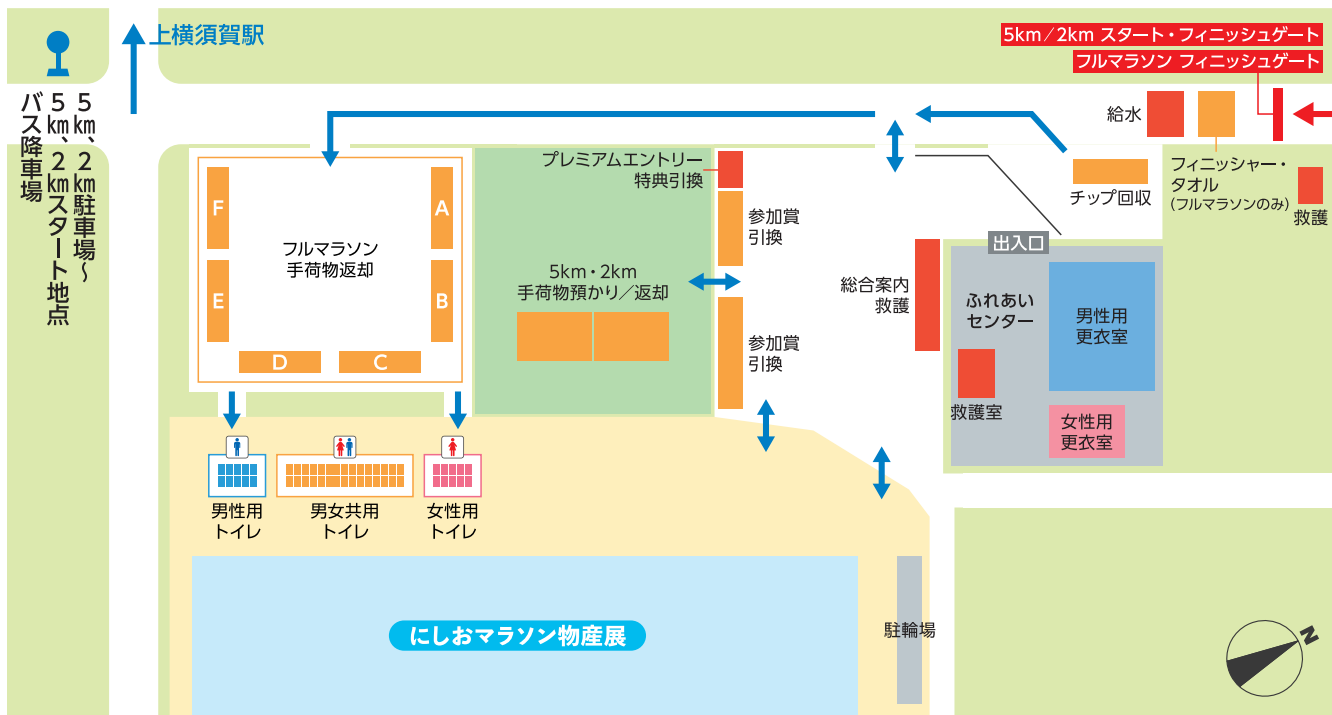 上横須賀駅
5km、2km駐車場〜
5km、2kmスタート地点
バス降車場
5km/2km スタート・フィニッシュゲート
フルマラソン フィニッシュゲート
給水
フィニッシャー・
タオル
(フルマラソンのみ)
救護
チップ回収
プレミアムエントリー
特典引換
参加賞
引換
F
A
フルマラソン
手荷物返却
E
B
D
C
5km・2km
手荷物預かり/返却
参加賞
引換
総合案内
救護
出入口
ふれあい
センター
男性用
更衣室
救護室
女性用
更衣室
男性用
トイレ
男女共用
トイレ
女性用
トイレ
にしおマラソン物産展
駐輪場
N